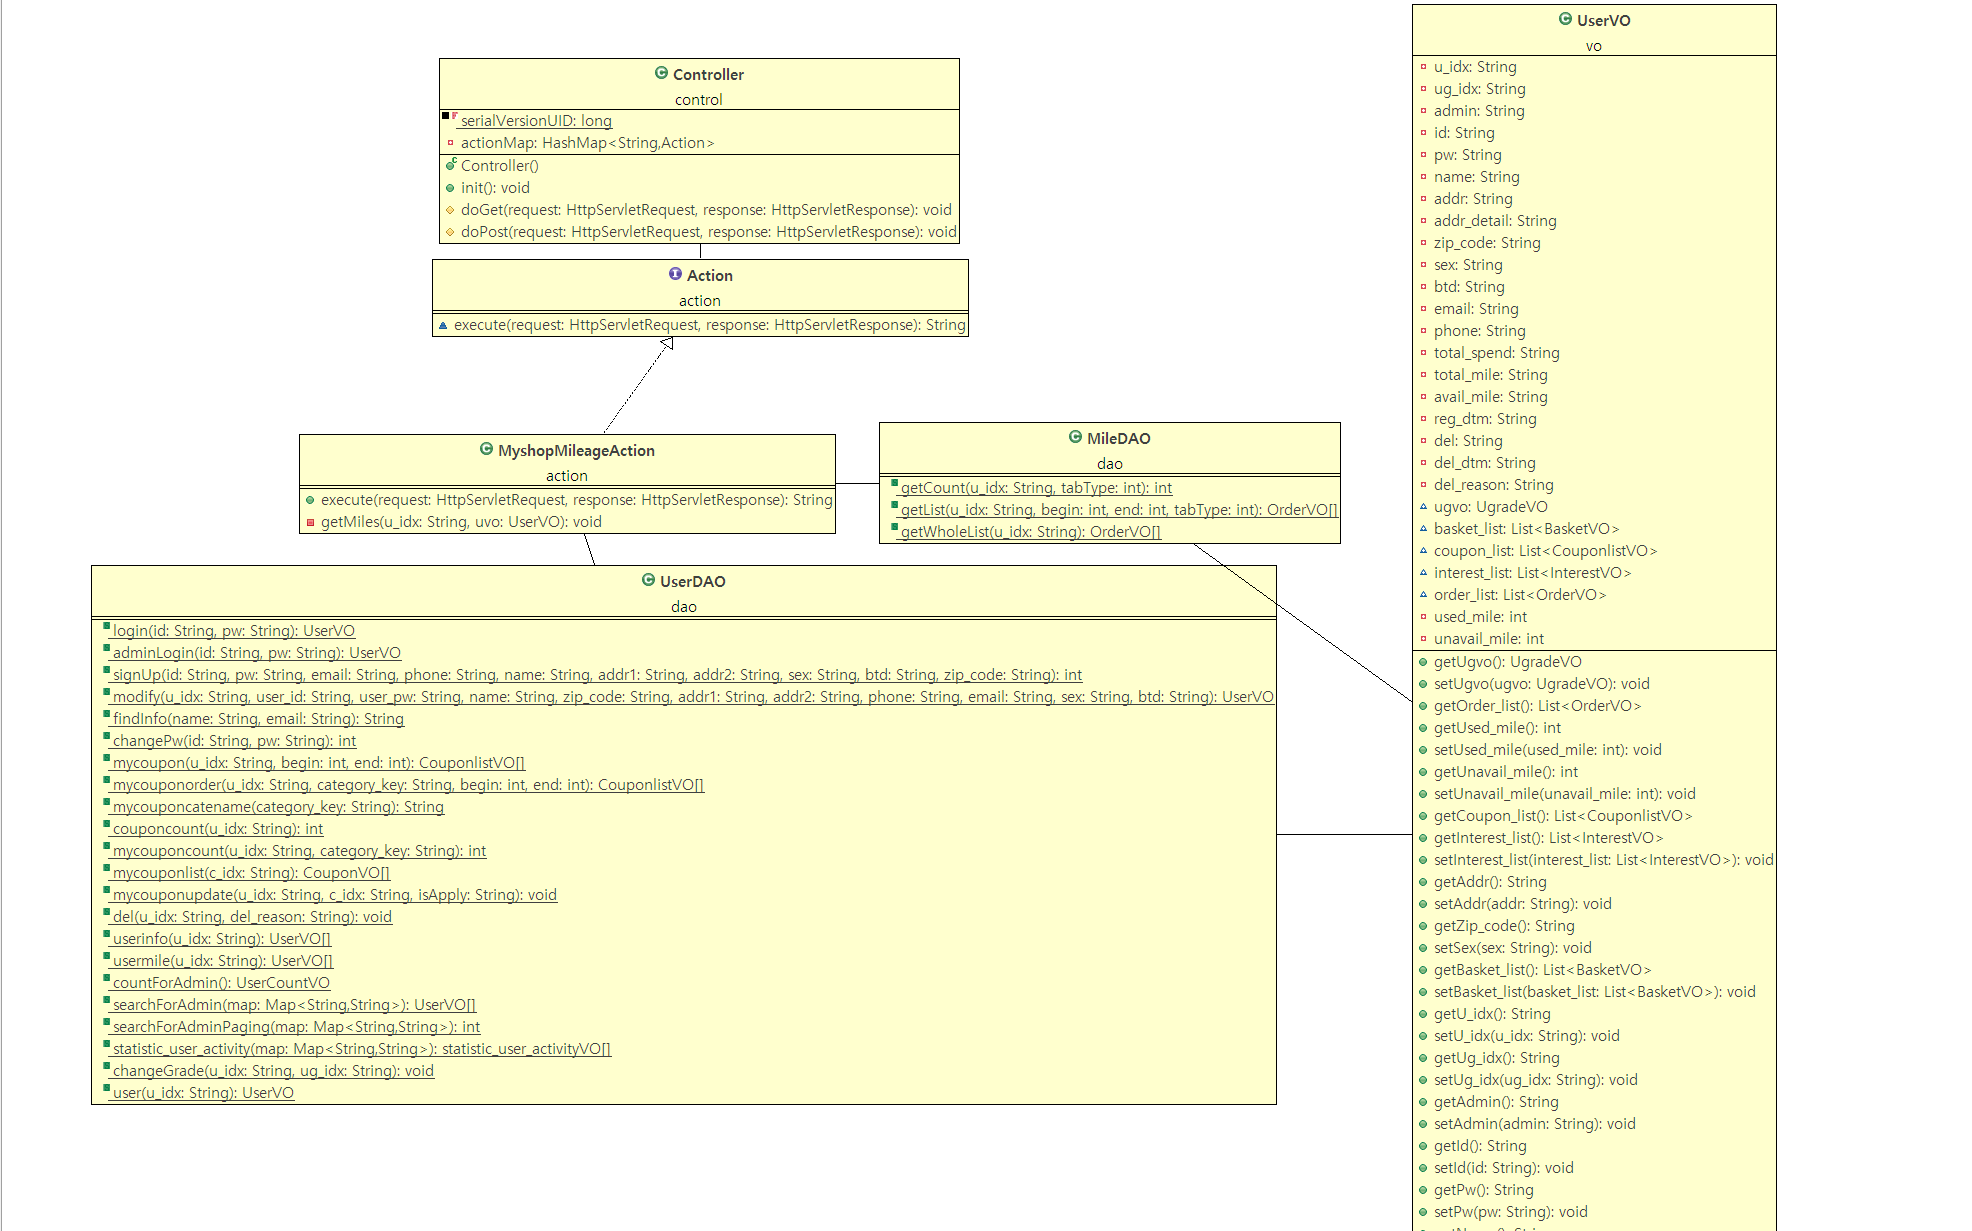 Controller
control
serialVersionUID: long
actionMap: HashMap<String,Action>
Controller()
init(): void
doGet(request: HttpServletRequest, response: HttpServletResponse): void
doPost(request: HttpServletRequest, response: HttpServletResponse): void
Action
action
execute(request: HttpServletRequest, response: HttpServletResponse): String
MyshopMileageAction
action
execute(request: HttpServletRequest, response: HttpServletResponse): String
getMiles(u_idx: String, uvo: UserVO): void
MileDAO
dao
getCount(u_idx: String, tabType: int): int
getList(u_idx: String, begin: int, end: int, tabType: int): OrderVO[]
getWholeList(u_idx: String): OrderVO[]
UserDAO
dao
login(id: String, pw: String): UserVO
adminLogin(id: String, pw: String): UserVO
signUp(id: String, pw: String, email: String, phone: String, name: String, addr1: String, addr2: String, sex: String, btd: String, zip_code: String): int
modify(u_idx: String, user_id: String, user_pw: String, name: String, zip_code: String, addr1: String, addr2: String, phone: String, email: String, sex: String, btd: String): UserVO
findInfo(name: String, email: String): String
changePw(id: String, pw: String): int
mycoupon(u_idx: String, begin: int, end: int): CouponlistVO[]
mycouponorder(u_idx: String, category_key: String, begin: int, end: int): CouponlistVO[]
mycouponcatename(category_key: String): String
couponcount(u_idx: String): int
mycouponcount(u_idx: String, category_key: String): int
mycouponlist(c_idx: String): CouponVO[]
mycouponupdate(u_idx: String, c_idx: String, isApply: String): void
del(u_idx: String, del_reason: String): void
userinfo(u_idx: String): UserVO[]
usermile(u_idx: String): UserVO[]
countForAdmin(): UserCountVO
searchForAdmin(map: Map<String,String>): UserVO[]
searchForAdminPaging(map: Map<String,String>): int
statistic_user_activity(map: Map<String,String>): statistic_user_activityVO[]
changeGrade(u_idx: String, ug_idx: String): void
user(u_idx: String): UserVO
UserVO
vo
u_idx: String
ug_idx: String
admin: String
id: String
pw: String
name: String
addr: String
addr_detail: String
zip_code: String
sex: String
btd: String
email: String
phone: String
total_spend: String
total_mile: String
avail_mile: String
reg_dtm: String
del: String
del_dtm: String
del_reason: String
ugvo: UgradeVO
basket_list: List<BasketVO>
coupon_list: List<CouponlistVO>
interest_list: List<InterestVO>
order_list: List<OrderVO>
used_mile: int
unavail_mile: int
getUgvo(): UgradeVO
setUgvo(ugvo: UgradeVO): void
getOrder_list(): List<OrderVO>
getUsed_mile(): int
setUsed_mile(used_mile: int): void
getUnavail_mile(): int
setUnavail_mile(unavail_mile: int): void
getCoupon_list(): List<CouponlistVO>
getInterest_list(): List<InterestVO>
setInterest_list(interest_list: List<InterestVO>): void
getAddr(): String
setAddr(addr: String): void
getZip_code(): String
setSex(sex: String): void
getBasket_list(): List<BasketVO>
setBasket_list(basket_list: List<BasketVO>): void
getU_idx(): String
setU_idx(u_idx: String): void
getUg_idx(): String
setUg_idx(ug_idx: String): void
getAdmin(): String
setAdmin(admin: String): void
getId(): String
setId(id: String): void
getPw(): String
setPw(pw: String): void